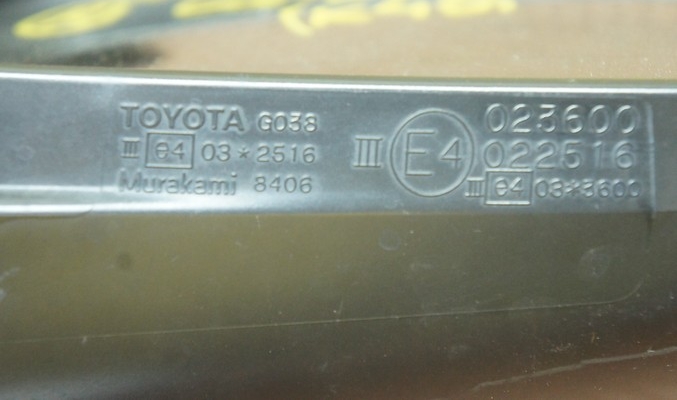 TOYOTA G038
III e4 03*2516
Murakami 8406
III E4 023600
022516
III e4 03*3600